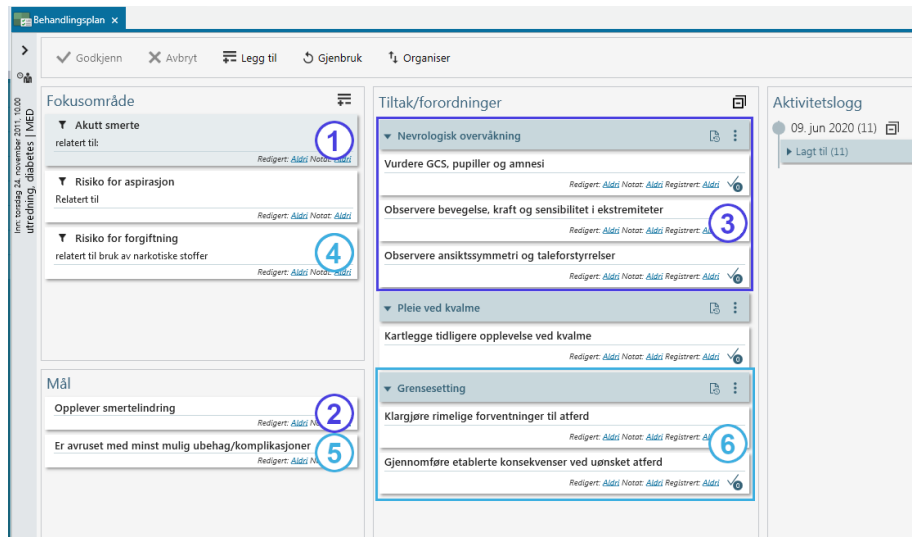 Behandlingsplan ×
Godkjenn Avbryt Legg til Gjenbruk Organiser
Inn: torsdag 24. november 2011, 10.00
utredning, diabetes | MED
Fokusområde
Akutt smerte
relatert til:
Redigert: Aldri Notat: Aldri
1
Risiko for aspirasjon
Relatert til
Redigert: Aldri Notat: Aldri
Risiko for forgiftning
relatert til bruk av narkotiske stoffer
Redigert: Aldri Notat: Aldri
4
Mål
Opplever smertelindring
Redigert: Aldri
2
Er avruset med minst mulig ubehag/komplikasjoner
Redigert: Aldri
5
Tiltak/forordninger
Nevrologisk overvåkning
Vurdere GCS, pupiller og amnesi
Redigert: Aldri Notat: Aldri Registrert: Aldri 0
Observere bevegelse, kraft og sensibilitet i ekstremiteter
Redigert: Aldri Notat: Aldri Registrert:
3
Observere ansiktssymmetri og taleforstyrrelser
Redigert: Aldri Notat: Aldri Registrert: Aldri 0
Pleie ved kvalme
Kartlegge tidligere opplevelse ved kvalme
Redigert: Aldri Notat: Aldri Registrert: Aldri 0
Grensesetting
Klargjøre rimelige forventninger til atferd
Redigert: Aldri Notat: Aldri Registrert:
6
Gjennomføre etablerte konsekvenser ved uønsket atferd
Redigert: Aldri Notat: Aldri Registrert: Aldri 0
Aktivitetslogg
09. jun 2020 (11)
Lagt til (11)